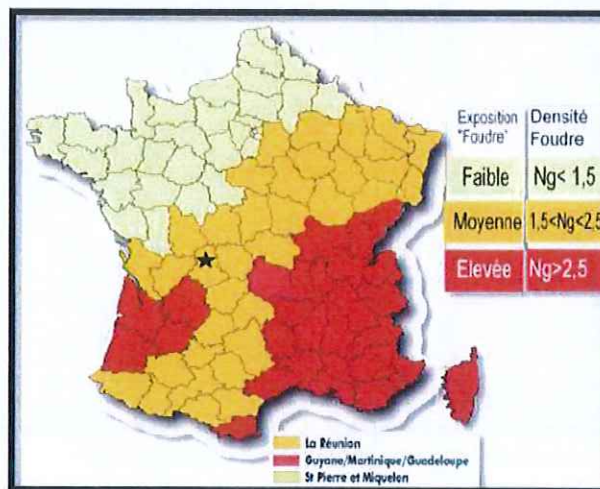 Exposition Densité
"Foudre" Foudre
Faible Ng< 1,5
Moyenne 1,5<Ng<2,5
Elevée Ng>2,5
La Réunion
Guyane/Martinique/Guadeloupe
St Pierre et Miquelon